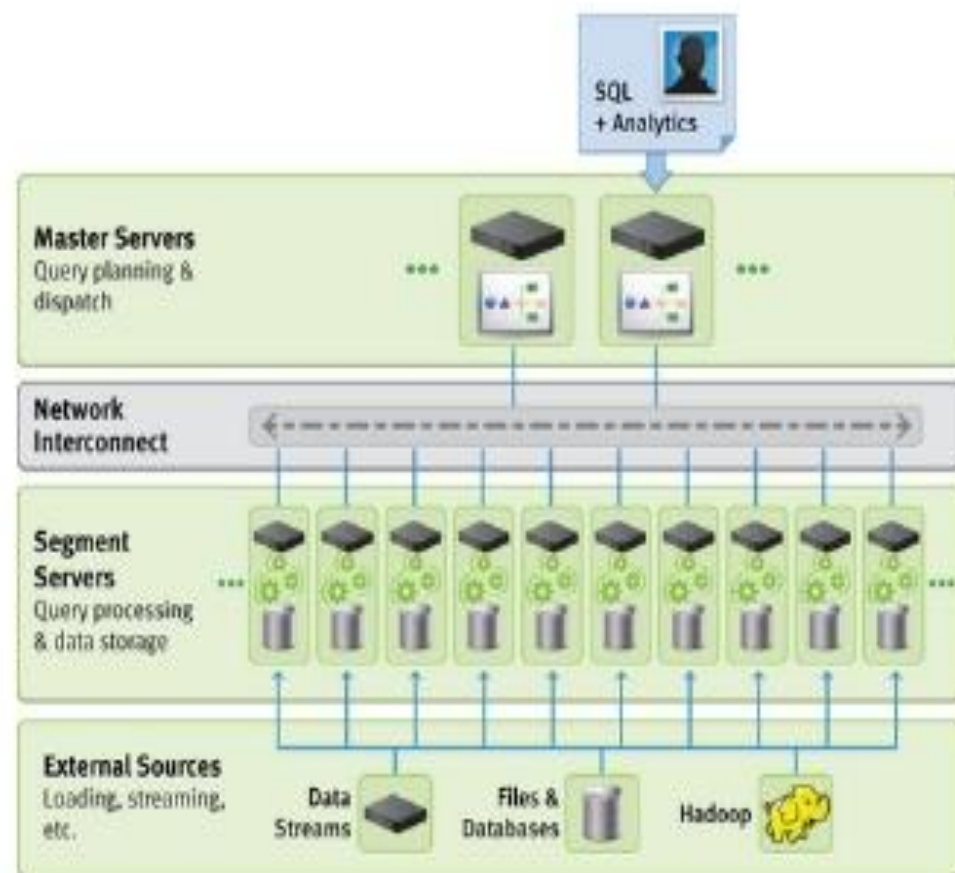 SQL
+ Analytics
Master Servers
Query planning &
dispatch
Network
Interconnect
Segment
Servers
Query processing
& data storage
External Sources
Loading, streaming,
etc.
Data
Streams
Files &
Databases
Hadoop